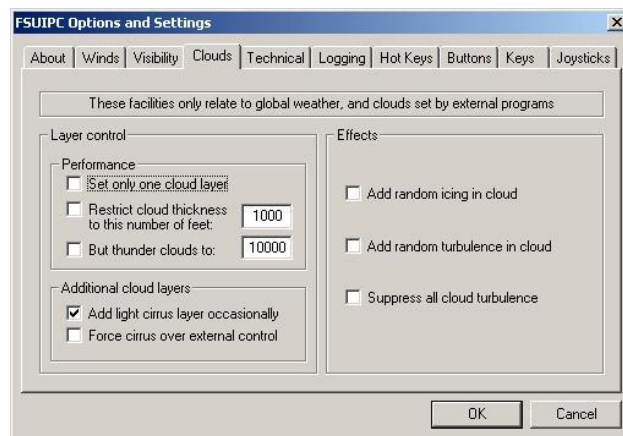 FSUIPC Options and Settings
About Winds Visibility Clouds Technical Logging Hot Keys Buttons Keys Joysticks
These facilities only relate to global weather, and clouds set by external programs
Layer control
Performance
Set only one cloud layer
Restrict cloud thickness
to this number of feet:
1000
But thunder clouds to:
10000
Additional cloud layers
Add light cirrus layer occasionally
Force cirrus over external control
Effects
Add random icing in cloud
Add random turbulence in cloud
Suppress all cloud turbulence
OK
Cancel